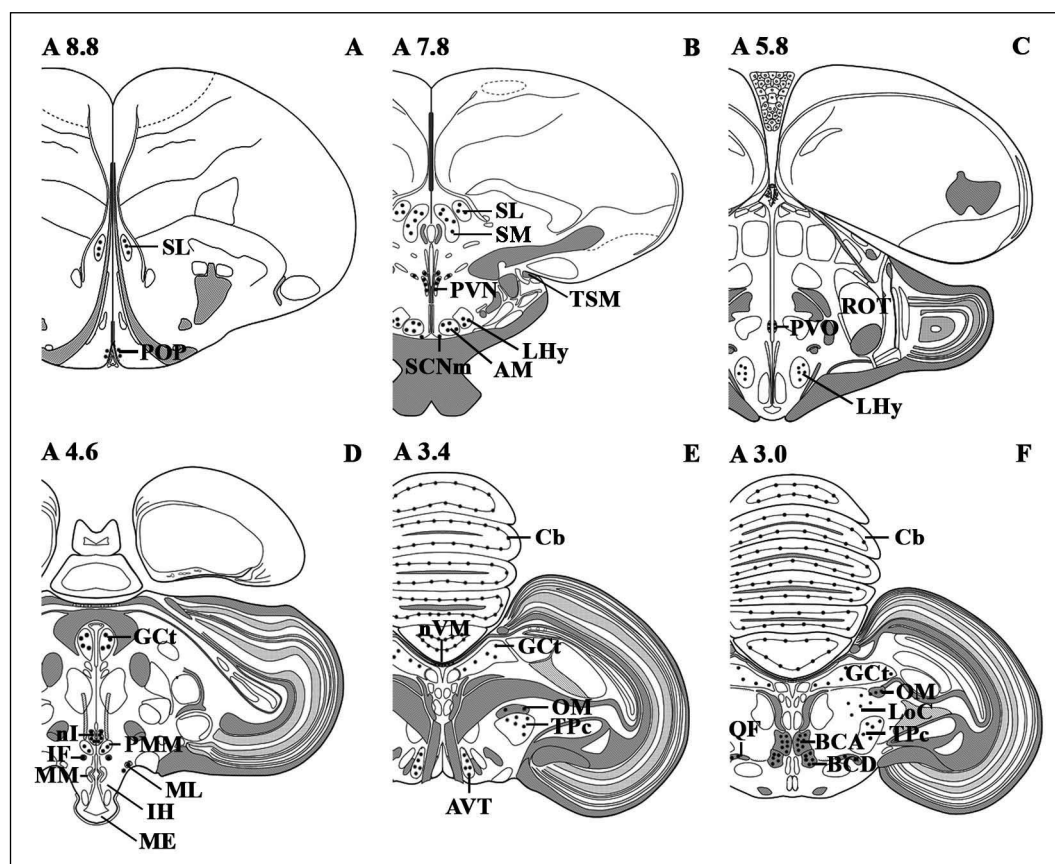 A 8.8 A
SL
POP
A 7.8 B
SL
SM
PVN
TSM
LHy
SCNm AM
A 5.8 C
ROT
PVO
LHy
A 4.6 D
GCt
nI
PMM
IF
MM
ML
IH
ME
A 3.4 E
Cb
nVM
GCt
OM
TPc
AVT
A 3.0 F
Cb
GCt
OM
LoC
QF
TPc
BCA
BCD